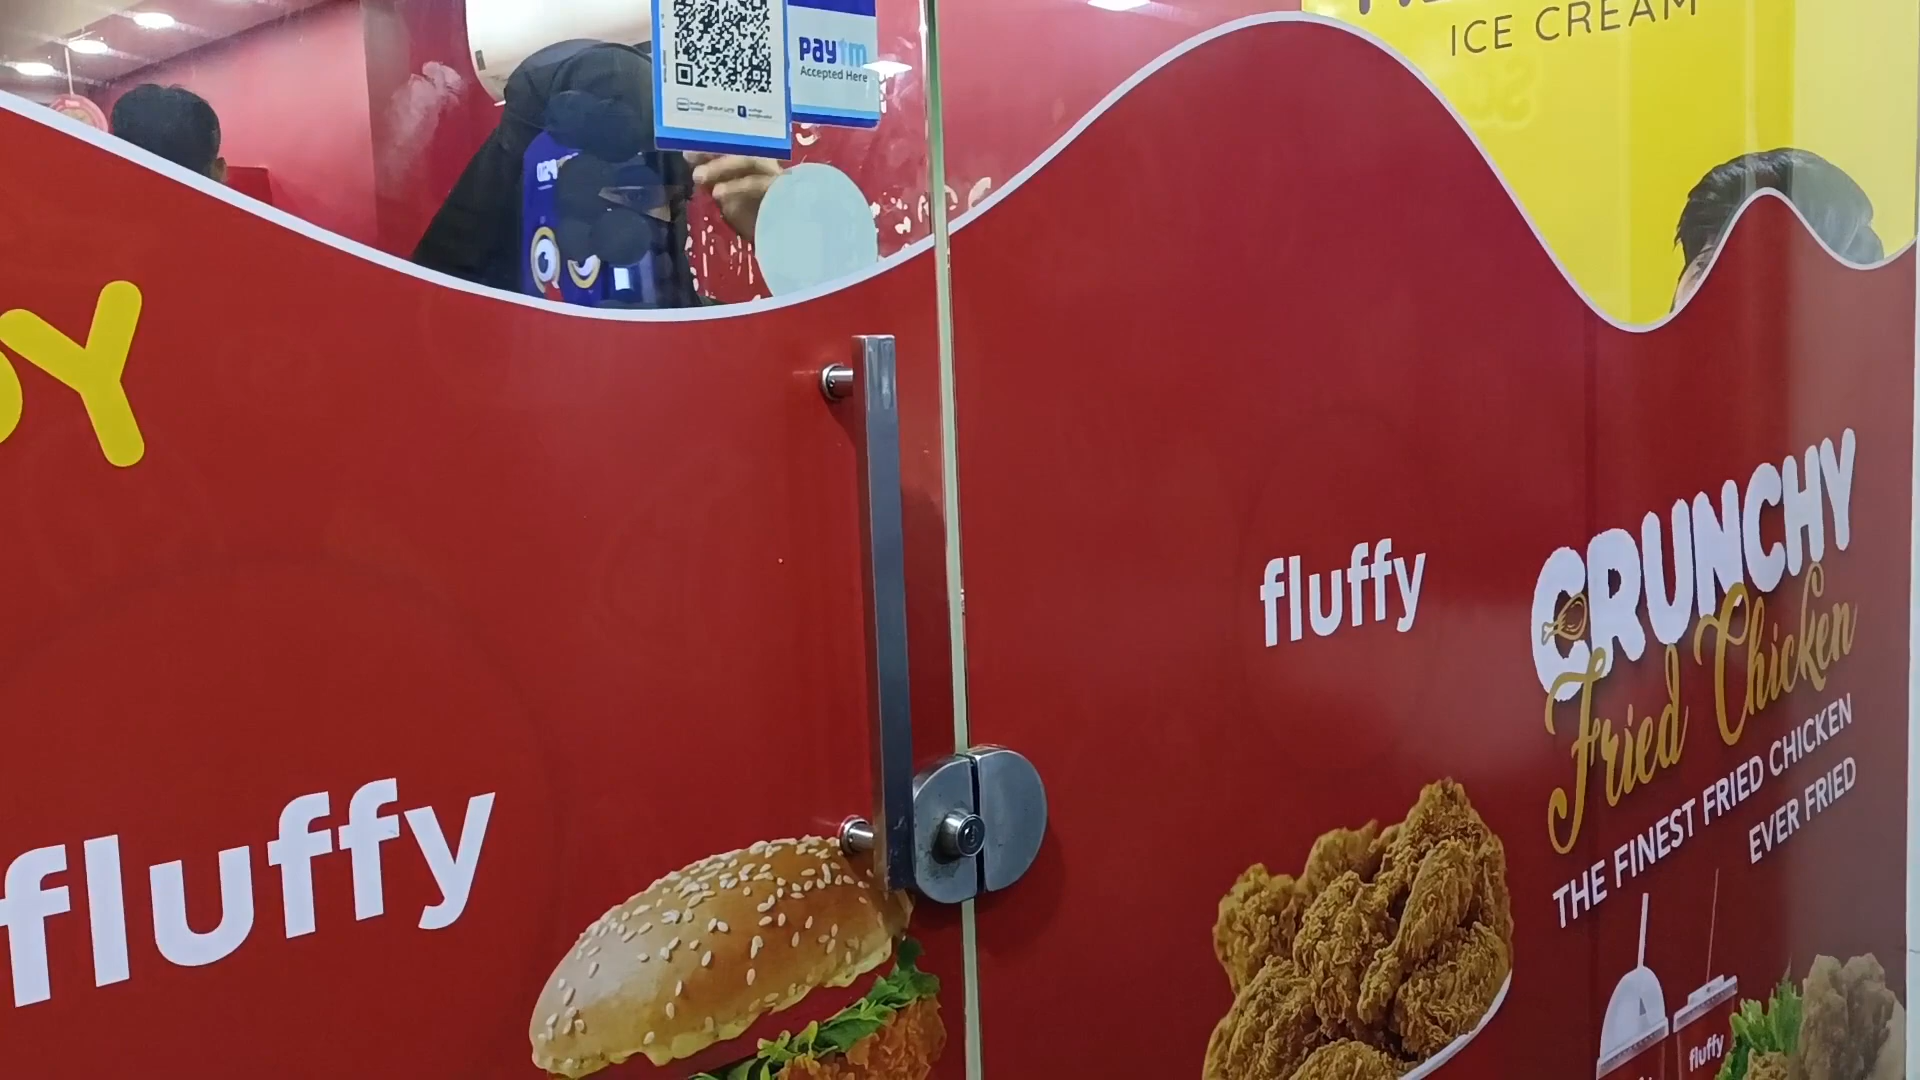 paytm
Accepted Here
ICE CREAM
fluffy
CRUNCHY
Fried Chicken
THE FINEST FRIED CHICKEN
EVER FRIED
fluffy
fluffy